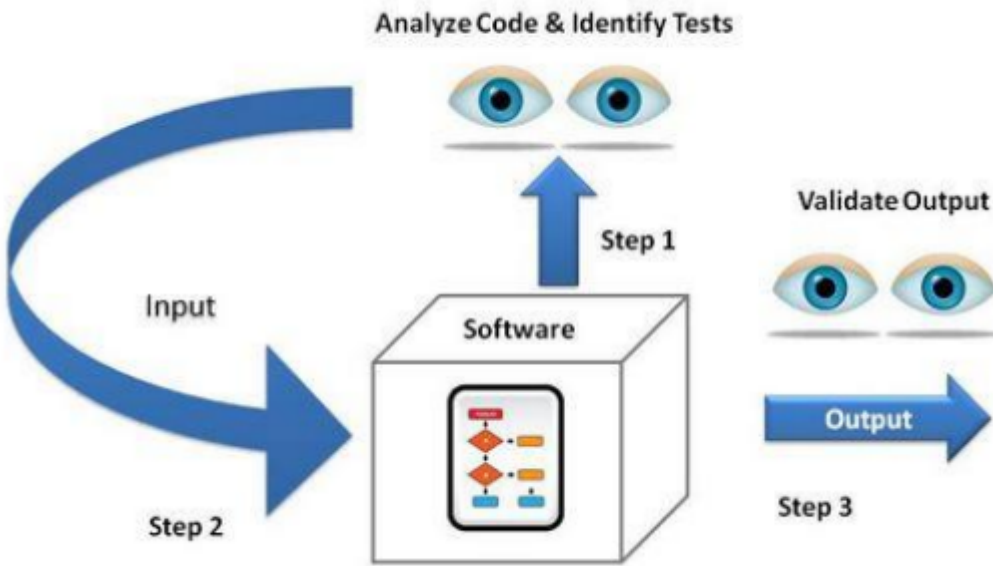 Analyze Code & Identify Tests
Step 1
Validate Output
Input
Software
Output
Step 2
Step 3